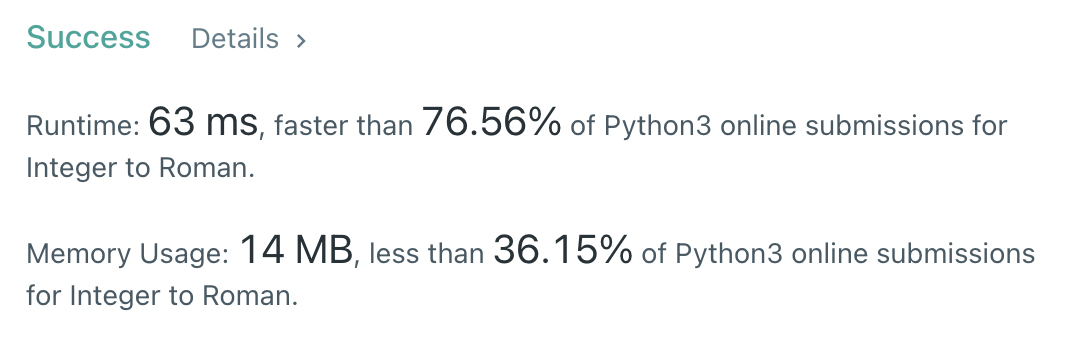 Success Details >
Runtime: 63 ms, faster than 76.56% of Python3 online submissions for
Integer to Roman.
Memory Usage: 14 MB, less than 36.15% of Python3 online submissions
for Integer to Roman.